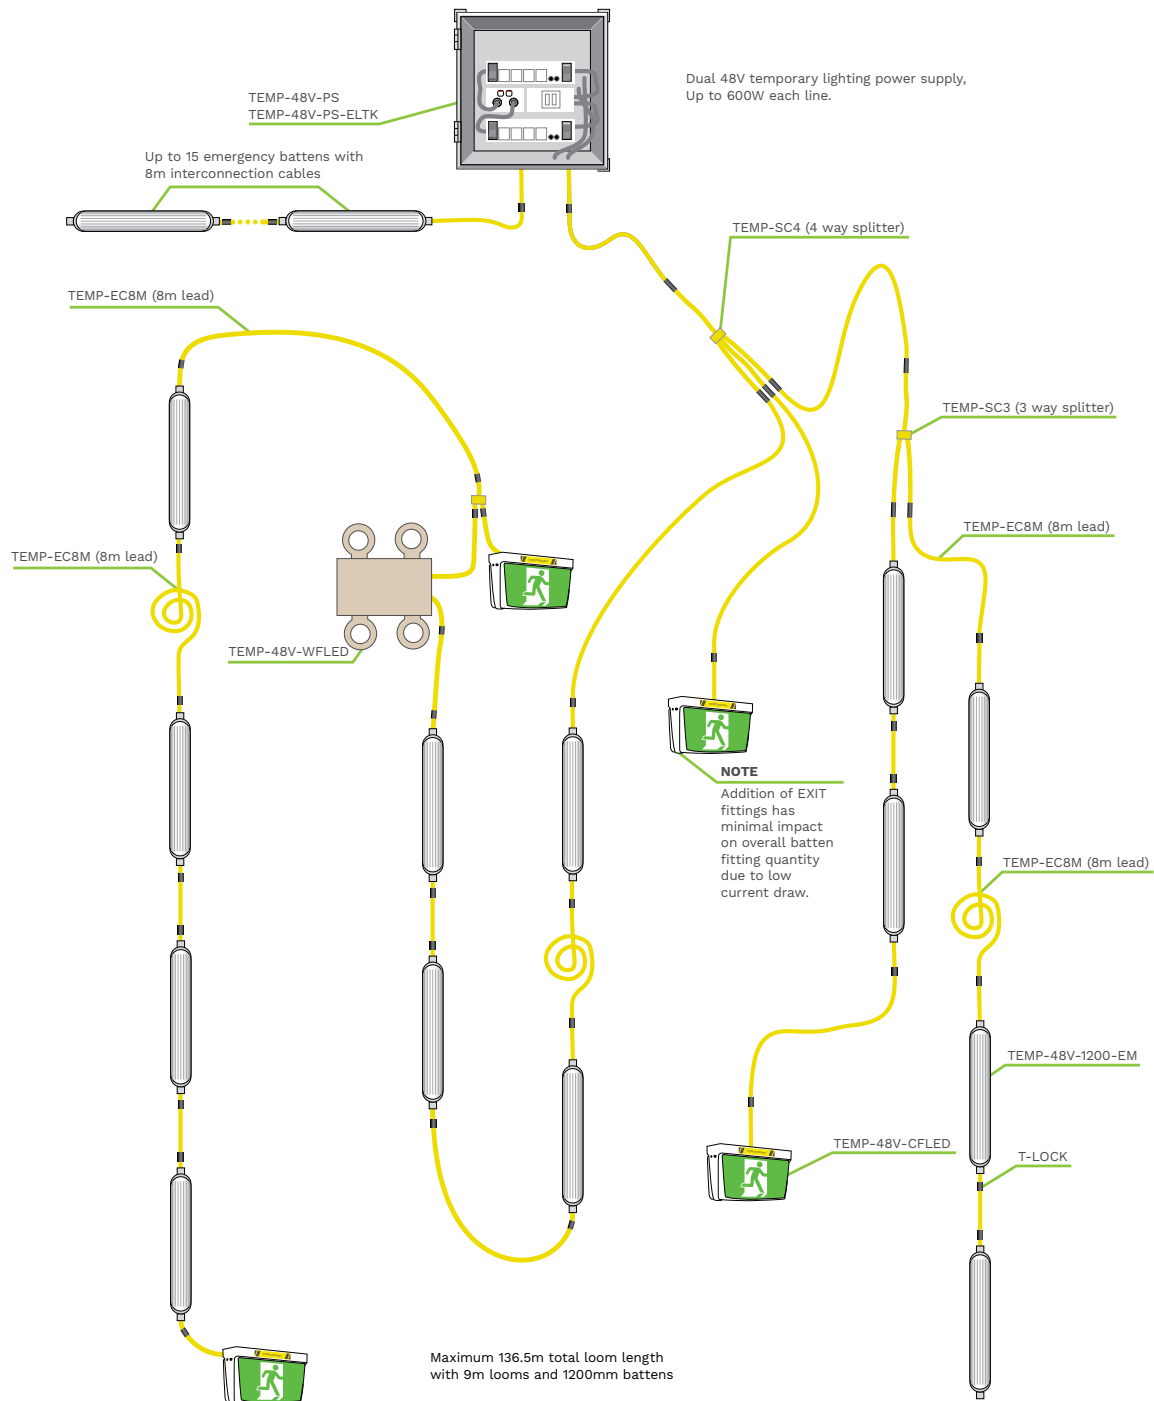 Dual 48V temporary lighting power supply,
Up to 600W each line.
TEMP-48V-PS
TEMP-48V-PS-ELTK
Up to 15 emergency battens with
8m interconnection cables
TEMP-SC4 (4 way splitter)
TEMP-EC8M (8m lead)
TEMP-SC3 (3 way splitter)
TEMP-EC8M (8m lead)
TEMP-EC8M (8m lead)
TEMP-48V-WFLED
NOTE
Addition of EXIT
fittings has
minimal impact
on overall batten
fitting quantity
due to low
current draw.
TEMP-EC8M (8m lead)
TEMP-48V-1200-EM
TEMP-48V-CFLED
T-LOCK
Maximum 136.5m total loom length
with 9m looms and 1200mm battens